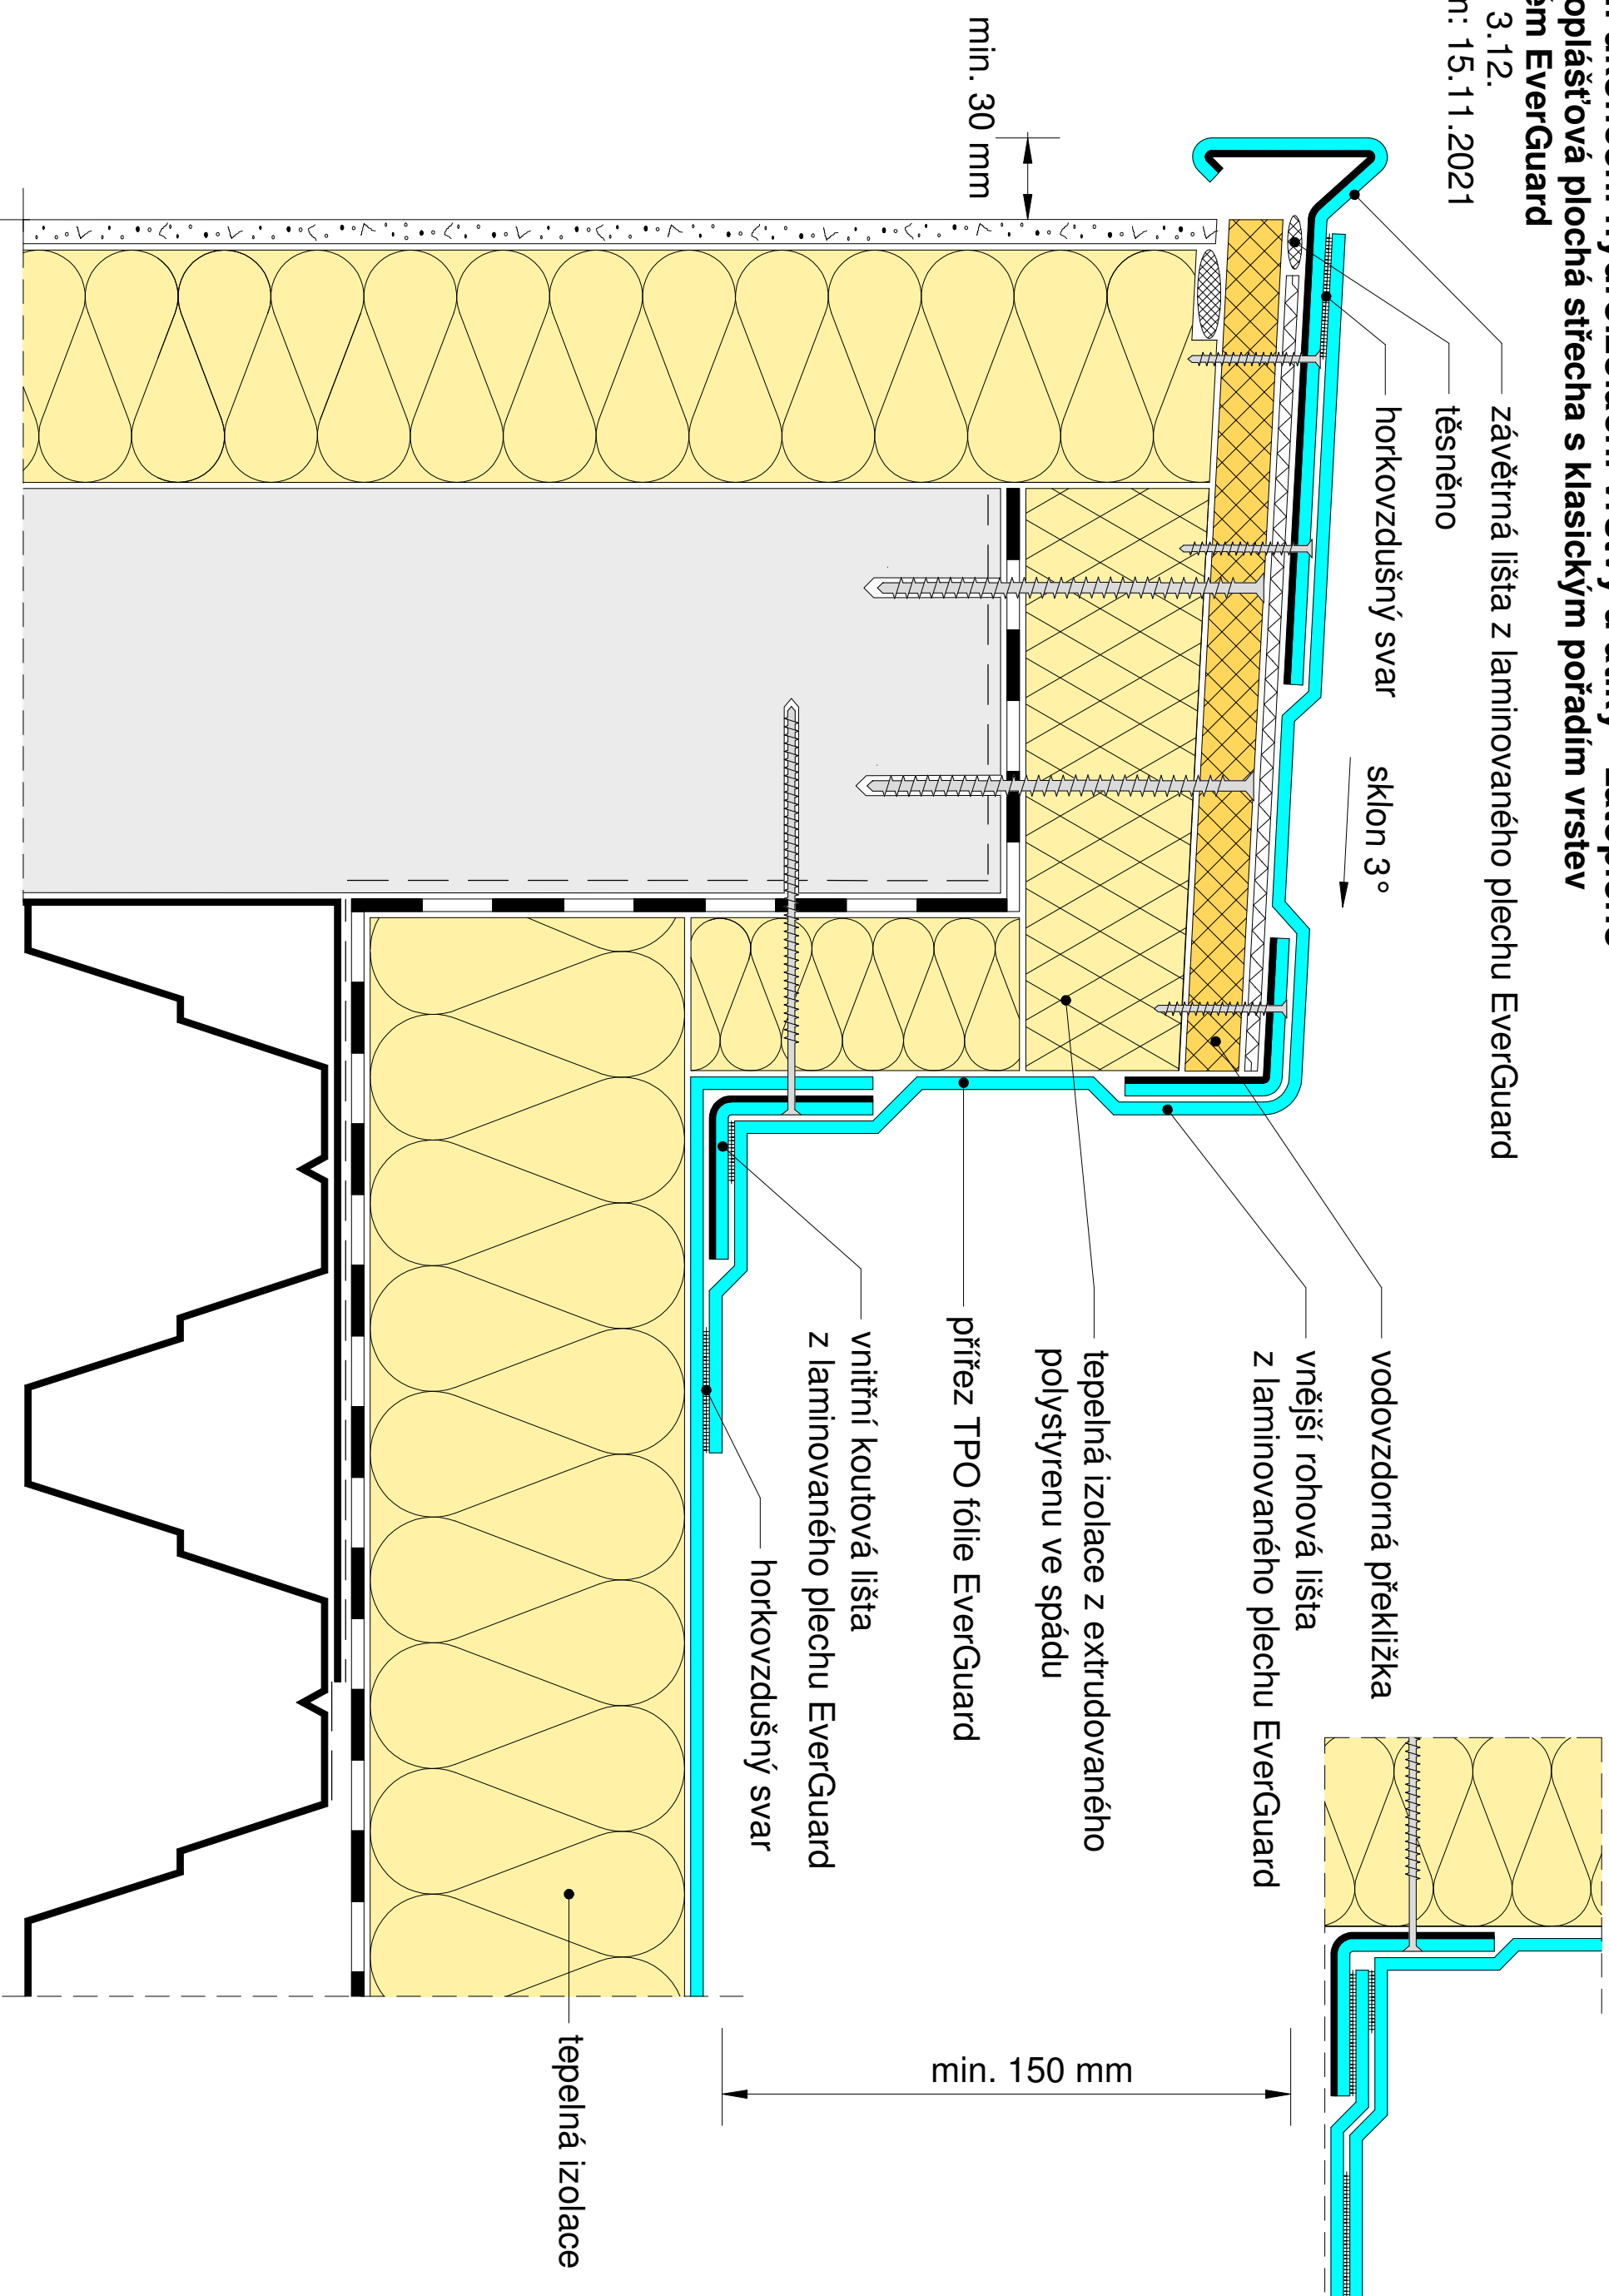 jednoplášťová plochá střecha s klasickým pořadím vrstev
EverGuard
3.12.
15.11.2021
závětrná lišta z laminovaného plechu EverGuard
těsněno
horkovzdušný svar
sklon 3°
min. 30 mm
vodovzdorná překližka
vnější rohová lišta
z laminovaného plechu EverGuard
tepelná izolace z extrudovaného
polystyrenu ve spádu
přířez TPO fólie EverGuard
vnitřní koutová lišta
z laminovaného plechu EverGuard
horkovzdušný svar
min. 150 mm
tepelná izolace